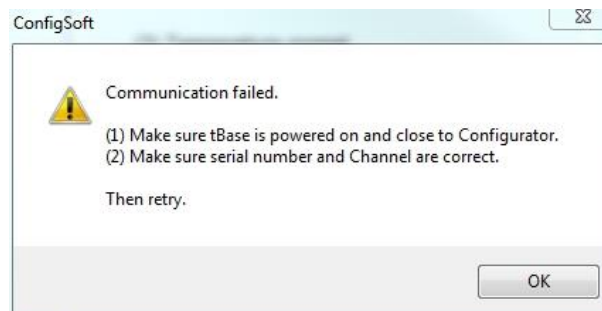 ConfigSoft
Communication failed.
(1) Make sure tBase is powered on and close to Configurator.
(2) Make sure serial number and Channel are correct.
Then retry.
OK